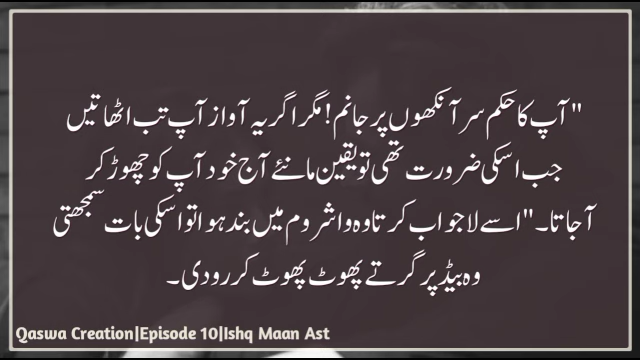 "آپ کا حکم سر آنکھوں پر جانم! مگر اگر یہ آواز آپ تب اٹھاتیں
جب اسکی ضرورت تھی تو یقین مانئے آج خود آپ کو چھوڑ کر
آجاتا۔" اسے لاجواب کرتا وہ واشروم میں بند ہوا تو اسکی بات سمجھتی
وہ بیڈ پر گرتے پھوٹ پھوٹ کر رو دی۔
Qaswa Creation|Episode 10|Ishq Maan Ast